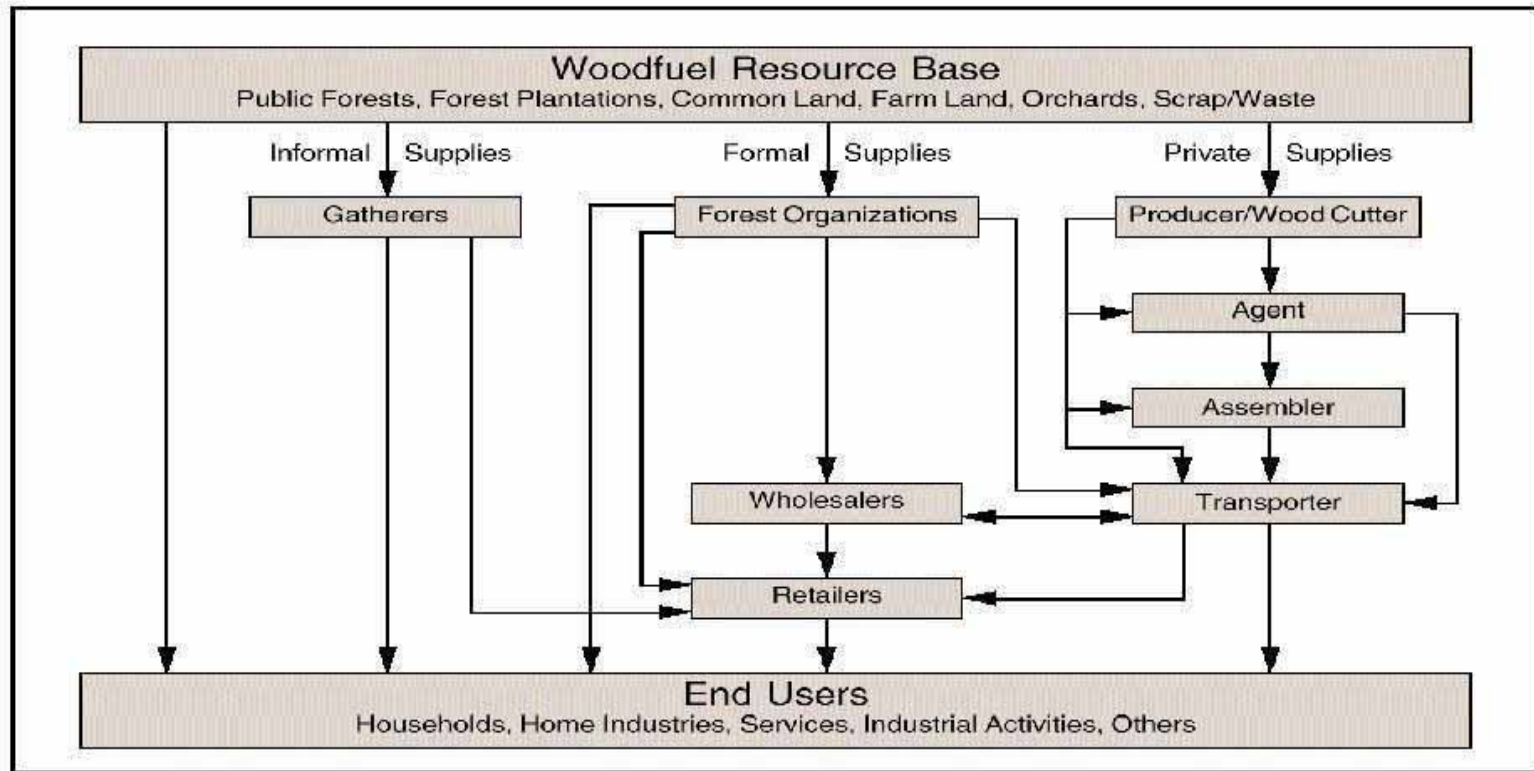 Woodfuel Resource Base
Public Forests, Forest Plantations, Common Land, Farm Land, Orchards, Scrap/Waste
Informal Supplies
Formal Supplies
Private Supplies
Gatherers
Forest Organizations
Producer/Wood Cutter
Agent
Assembler
Wholesalers
Transporter
Retailers
End Users
Households, Home Industries, Services, Industrial Activities, Others